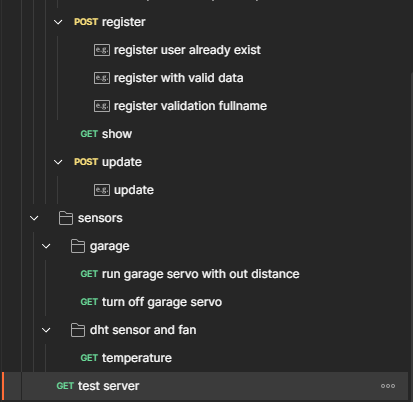 POST register
e.g. register user already exist
e.g. register with valid data
e.g. register validation fullname
GET show
POST update
e.g. update
sensors
garage
GET run garage servo with out distance
GET turn off garage servo
dht sensor and fan
GET temperature
GET test server